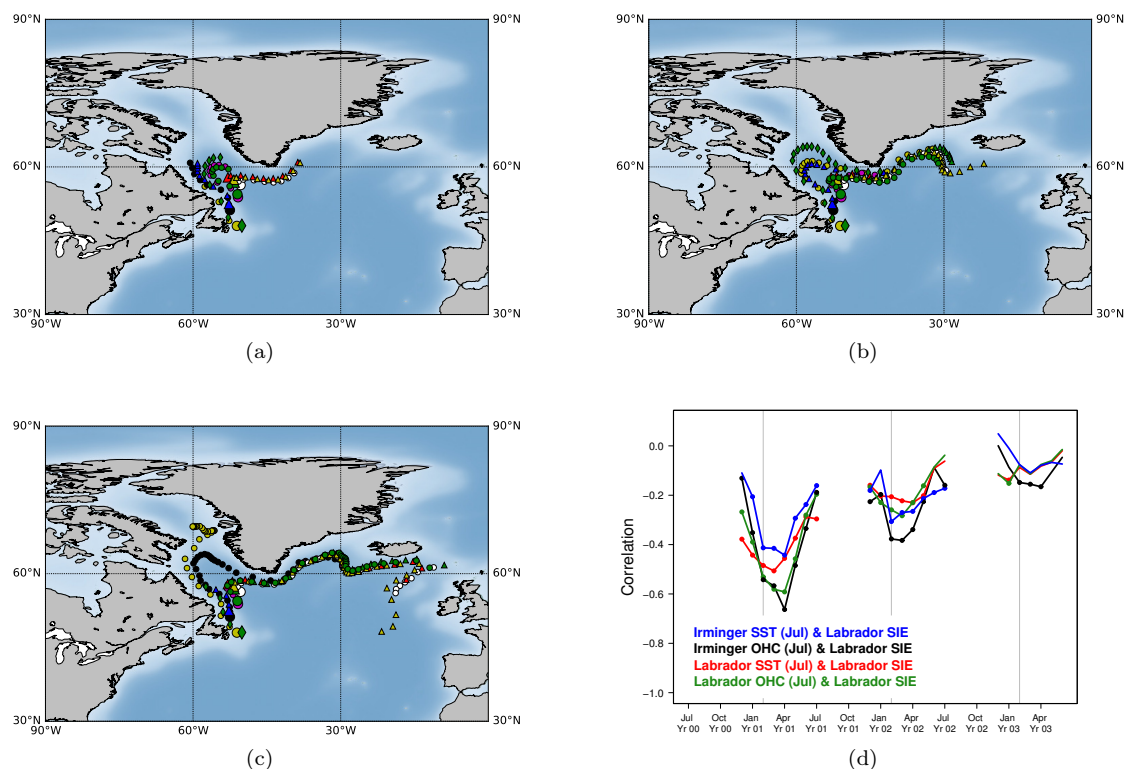 90°N 90°N 90°N 90°N
60°N 60°N 60°N 60°N
30°N 30°N 30°N 30°N
90°W 60°W 30°W 90°W 60°W 30°W
(a) (b)
90°N 90°N
60°N 60°N
30°N 30°N
90°W 60°W 30°W
(c)
0.0
−0.2
−0.4
−0.6
−0.8
−1.0
Correlation
Irminger SST (Jul) & Labrador SIE
Irminger OHC (Jul) & Labrador SIE
Labrador SST (Jul) & Labrador SIE
Labrador OHC (Jul) & Labrador SIE
Jul Oct Jan Apr Jul Oct Jan Apr Jul Oct Jan Apr
Yr 00 Yr 00 Yr 01 Yr 01 Yr 01 Yr 01 Yr 02 Yr 02 Yr 02 Yr 02 Yr 03 Yr 03
(d)